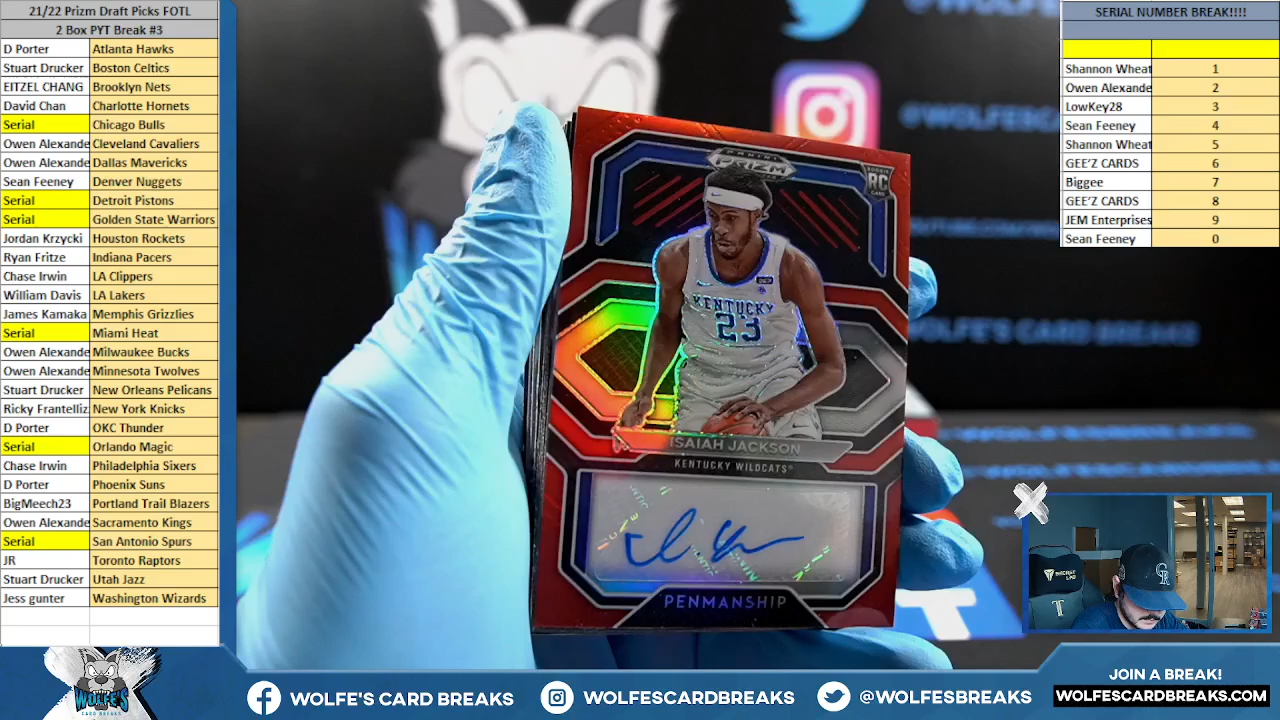 21/22 Prizm Draft Picks FOTL
2 Box PYT Break #3
D Porter Atlanta Hawks
Stuart Drucker Boston Celtics
EITZEL CHANG Brooklyn Nets
David Chan Charlotte Hornets
Serial Chicago Bulls
Owen Alexande Cleveland Cavaliers
Owen Alexande Dallas Mavericks
Sean Feeney Denver Nuggets
Serial Detroit Pistons
Serial Golden State Warriors
Jordan Krzycki Houston Rockets
Ryan Fritze Indiana Pacers
Chase Irwin LA Clippers
William Davis LA Lakers
James Kamaka Memphis Grizzlies
Serial Miami Heat
Owen Alexande Milwaukee Bucks
Owen Alexande Minnesota Twolves
Stuart Drucker New Orleans Pelicans
Ricky Frantelliz New York Knicks
D Porter OKC Thunder
Serial Orlando Magic
Chase Irwin Philadelphia Sixers
D Porter Phoenix Suns
BigMeech23 Portland Trail Blazers
Owen Alexande Sacramento Kings
Serial San Antonio Spurs
JR Toronto Raptors
Stuart Drucker Utah Jazz
Jess gunter Washington Wizards
SERIAL NUMBER BREAK!!!!
Shannon Wheat 1
Owen Alexande 2
LowKey28 3
Sean Feeney 4
Shannon Wheat 5
GEE'Z CARDS 6
Biggee 7
GEE'Z CARDS 8
JEM Enterprises 9
Sean Feeney 0
PANINI
PRIZM
ROOKIE
RC
CARD
KENTUCKY
23
ISAIAH JACKSON
KENTUCKY WILDCATS
PENMANSHIP
CR
T
WOLFE'S
CARD BREAKS
WOLFE'S CARD BREAKS
WOLFESCARDBREAKS
@WOLFESBREAKS
JOIN A BREAK!
WOLFESCARDBREAKS.COM